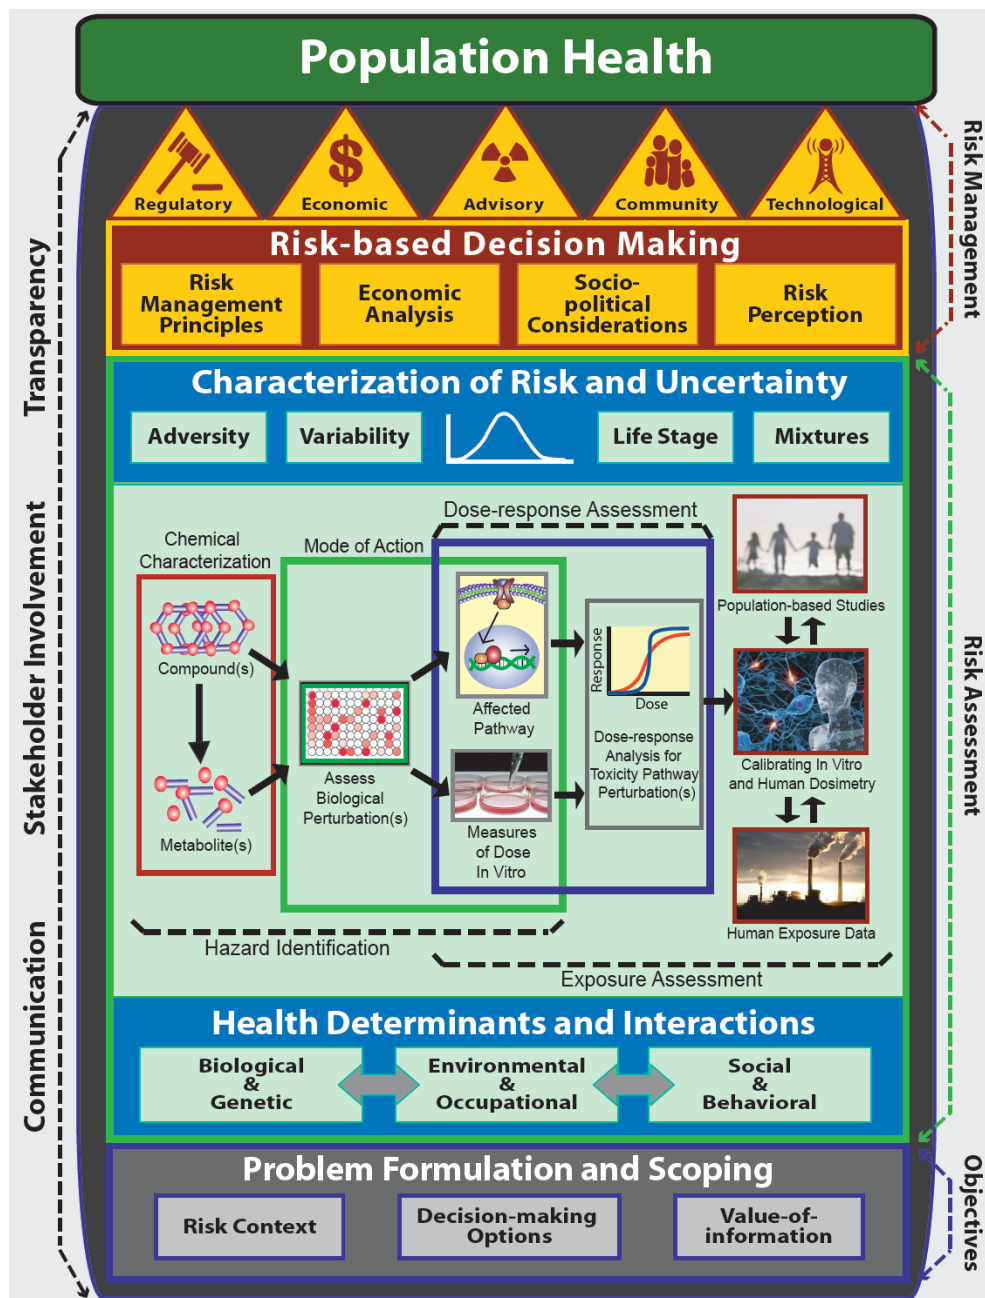 Population Health
Regulatory
Economic
Advisory
Community
Technological
Risk-based Decision Making
Risk
Management
Principles
Economic
Analysis
Socio-
political
Considerations
Risk
Perception
Characterization of Risk and Uncertainty
Adversity
Variability
Life Stage
Mixtures
Dose-response Assessment
Chemical
Characterization
Mode of Action
Compound(s)
Metabolite(s)
Assess
Biological
Perturbation(s)
Affected
Pathway
Measures
of Dose
In Vitro
Response
Dose
Dose-response
Analysis for
Toxicity Pathway
Perturbation(s)
Population-based Studies
Calibrating In Vitro
and Human Dosimetry
Human Exposure Data
Hazard Identification
Exposure Assessment
Health Determinants and Interactions
Biological
&
Genetic
Environmental
&
Occupational
Social
&
Behavioral
Problem Formulation and Scoping
Risk Context
Decision-making
Options
Value-of-
information
Transparency
Stakeholder Involvement
Communication
Risk Management
Risk Assessment
Objectives